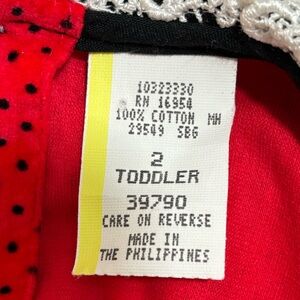 10323330
RN 16954
100% COTTON MH
29549 SBG
2
TODDLER
39790
CARE ON REVERSE
MADE IN
THE PHILIPPINES